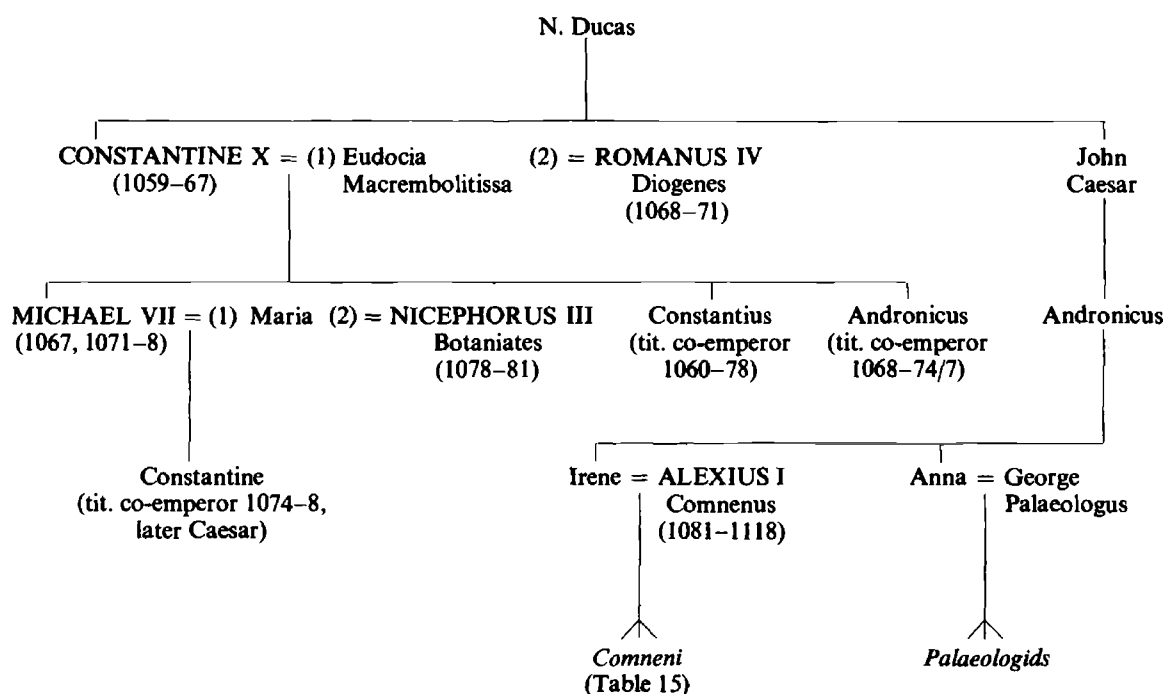 N. Ducas
CONSTANTINE X = (1) Eudocia (2) = ROMANUS IV John
(1059–67) Macrembolitissa Diogenes Caesar
(1068–71)
MICHAEL VII = (1) Maria (2) = NICEPHORUS III Constantius Andronicus Andronicus
(1067, 1071–8) Botaniates (tit. co-emperor (tit. co-emperor
(1078–81) 1060–78) 1068–74/7)
Constantine Irene = ALEXIUS I Anna = George
(tit. co-emperor 1074–8, Comnenus Palaeologus
later Caesar) (1081–1118)
Comneni Palaeologids
(Table 15)